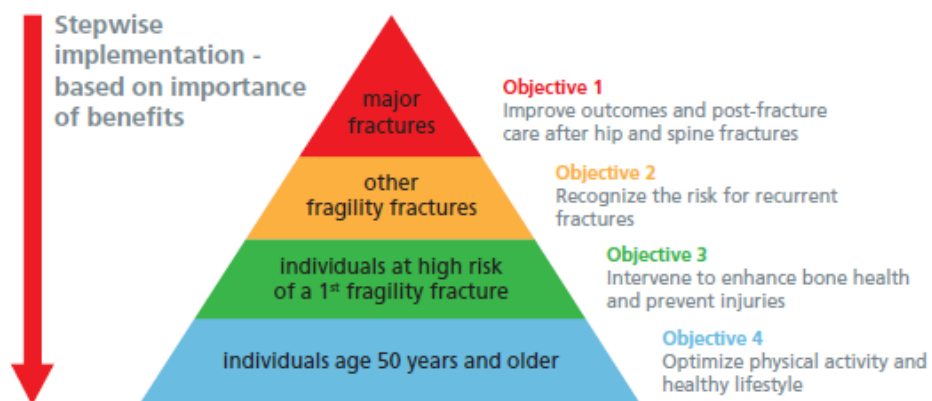 Stepwise
implementation -
based on importance
of benefits
major
fractures
Objective 1
Improve outcomes and post-fracture
care after hip and spine fractures
other
fragility fractures
Objective 2
Recognize the risk for recurrent
fractures
individuals at high risk
of a 1st fragility fracture
Objective 3
Intervene to enhance bone health
and prevent injuries
individuals age 50 years and older
Objective 4
Optimize physical activity and
healthy lifestyle